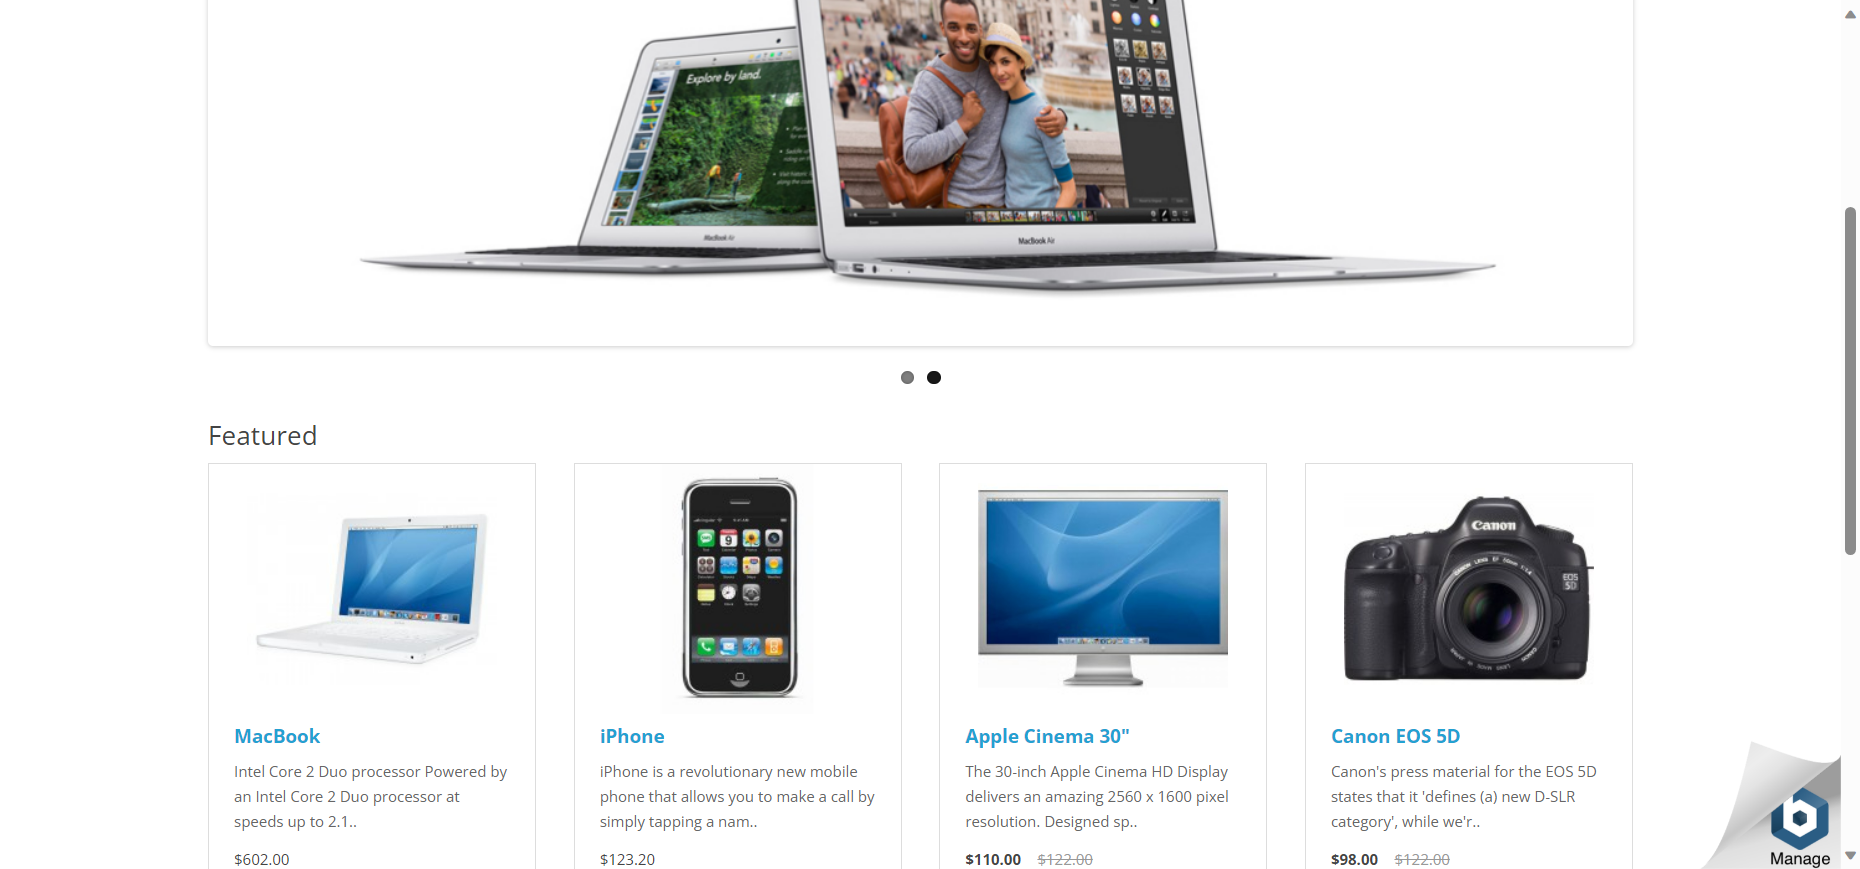 Explore by land.
MacBook Air
MacBook Air
Featured
Canon
EOS
5D
MacBook
iPhone
Apple Cinema 30"
Canon EOS 5D
Intel Core 2 Duo processor Powered by
an Intel Core 2 Duo processor at
speeds up to 2.1..
iPhone is a revolutionary new mobile
phone that allows you to make a call by
simply tapping a nam..
The 30-inch Apple Cinema HD Display
delivers an amazing 2560 x 1600 pixel
resolution. Designed sp..
Canon's press material for the EOS 5D
states that it 'defines (a) new D-SLR
category', while we'r..
$602.00
$123.20
$110.00 $122.00
$98.00 $122.00
b
Manage